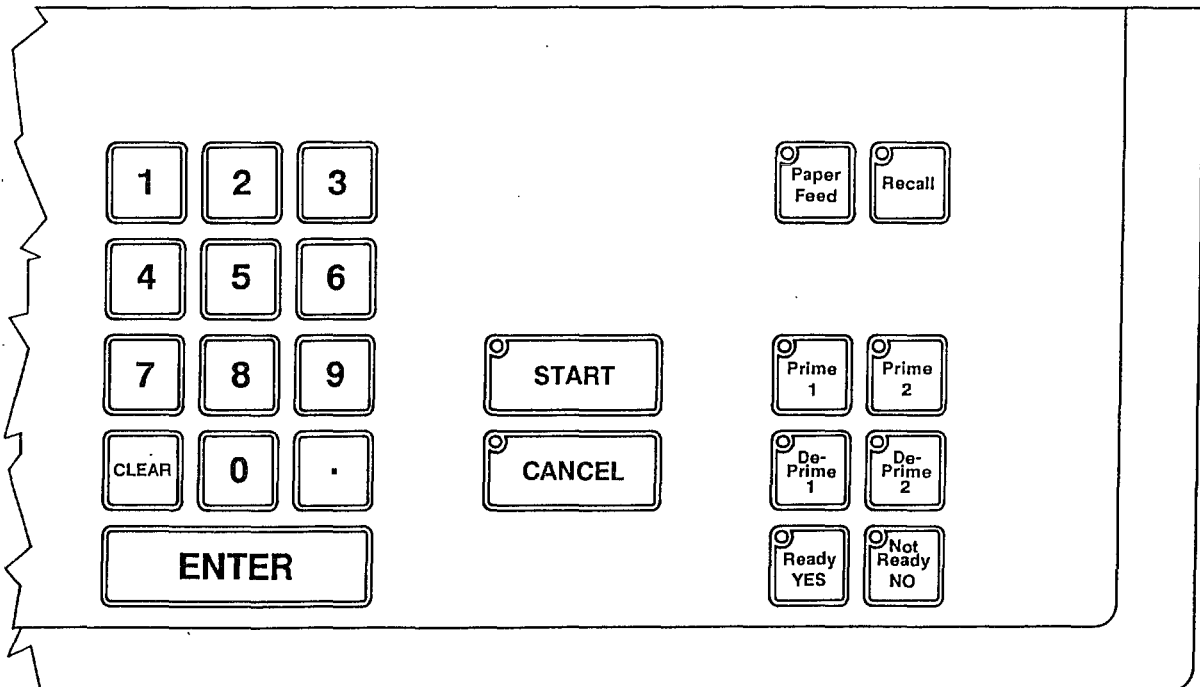 1 2 3
Paper
Feed
Recall
4 5 6
7 8 9
START
Prime
1
Prime
2
CLEAR 0 .
CANCEL
De-
Prime
1
De-
Prime
2
ENTER
Ready
YES
Not
Ready
NO